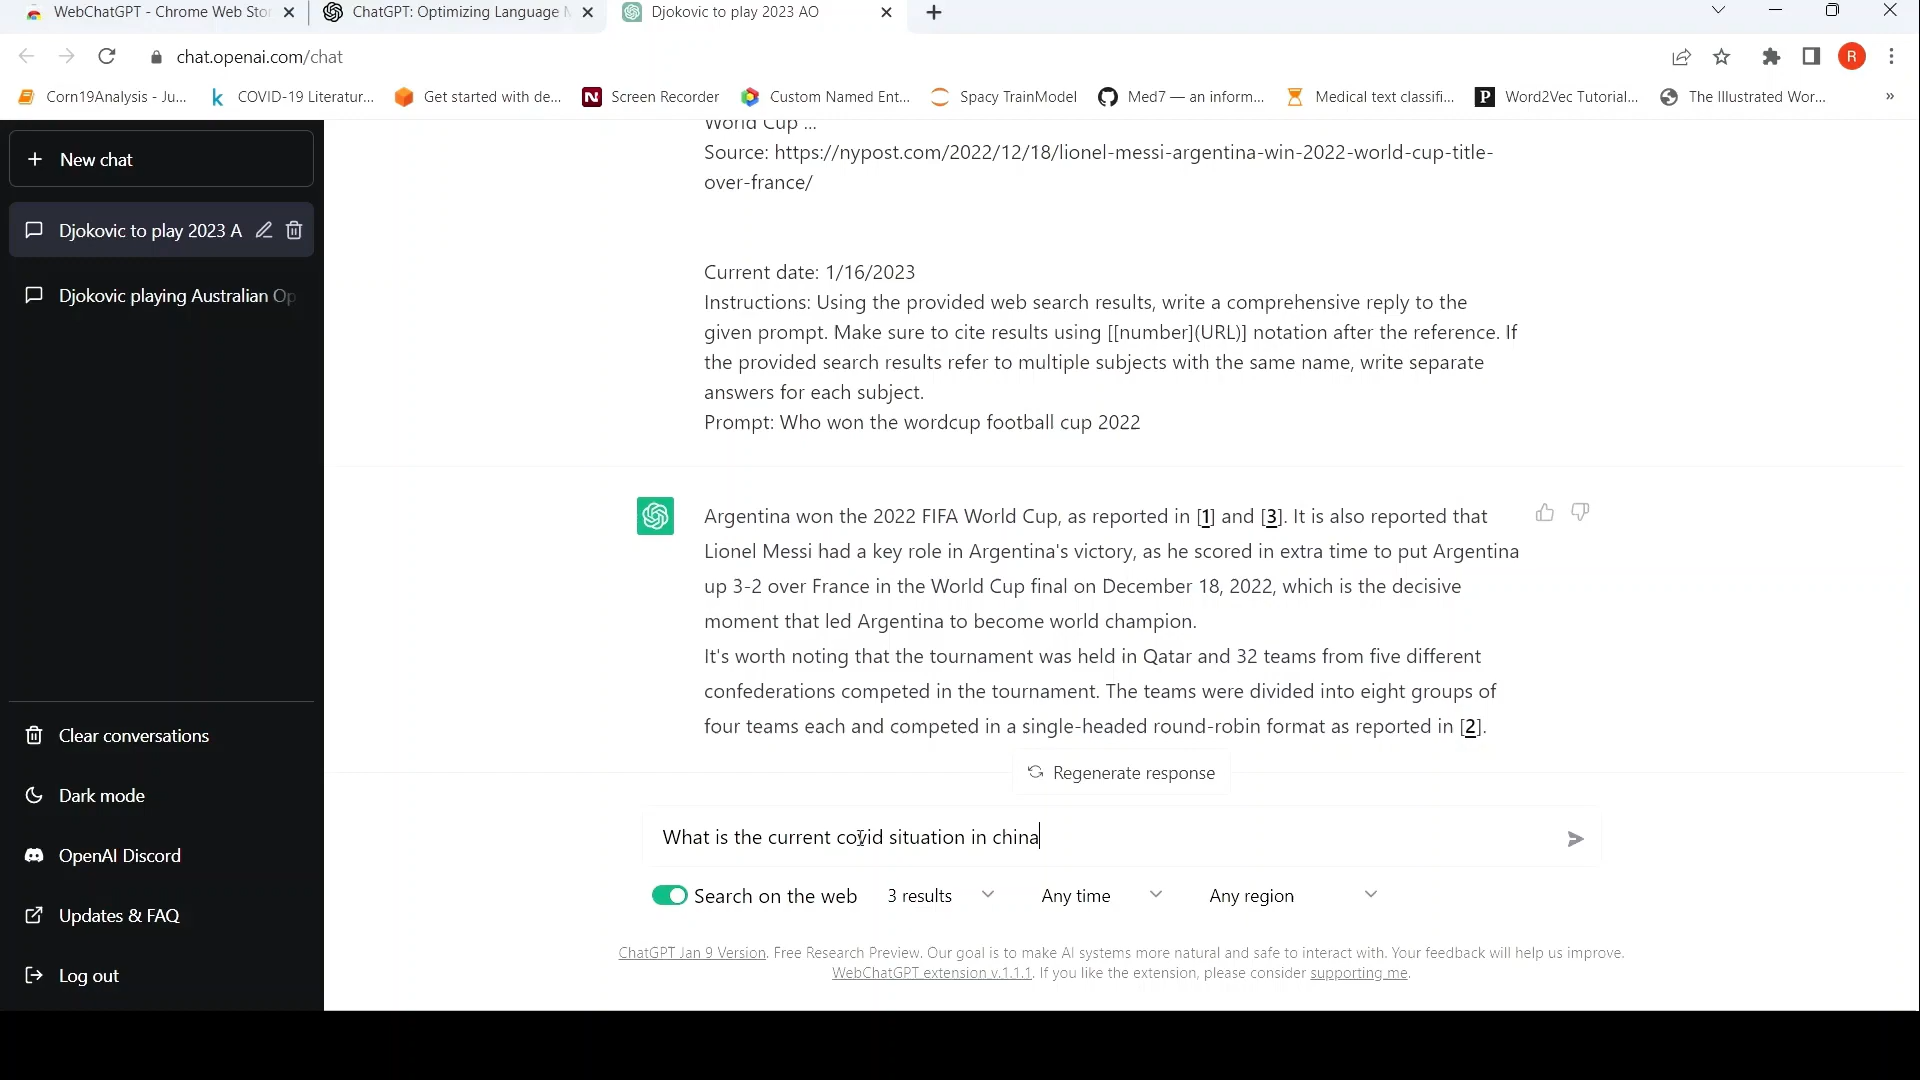 WebChatGPT - Chrome Web Stor
ChatGPT: Optimizing Language M
Djokovic to play 2023 AO
chat.openai.com/chat
R
Corn19Analysis - Ju...
COVID-19 Literatur...
Get started with de...
Screen Recorder
Custom Named Ent...
Spacy TrainModel
Med7 — an inform...
Medical text classifi...
Word2Vec Tutorial...
The Illustrated Wor...
»
New chat
Djokovic to play 2023 A
Djokovic playing Australian Op
Clear conversations
Dark mode
OpenAI Discord
Updates & FAQ
Log out
World Cup ...
Source: https://nypost.com/2022/12/18/lionel-messi-argentina-win-2022-world-cup-title-
over-france/
Current date: 1/16/2023
Instructions: Using the provided web search results, write a comprehensive reply to the
given prompt. Make sure to cite results using [[number](URL)] notation after the reference. If
the provided search results refer to multiple subjects with the same name, write separate
answers for each subject.
Prompt: Who won the wordcup football cup 2022
Argentina won the 2022 FIFA World Cup, as reported in [1] and [3]. It is also reported that
Lionel Messi had a key role in Argentina's victory, as he scored in extra time to put Argentina
up 3-2 over France in the World Cup final on December 18, 2022, which is the decisive
moment that led Argentina to become world champion.
It's worth noting that the tournament was held in Qatar and 32 teams from five different
confederations competed in the tournament. The teams were divided into eight groups of
four teams each and competed in a single-headed round-robin format as reported in [2].
Regenerate response
What is the current covid situation in china
Search on the web
3 results
Any time
Any region
ChatGPT Jan 9 Version. Free Research Preview. Our goal is to make AI systems more natural and safe to interact with. Your feedback will help us improve.
WebChatGPT extension v.1.1.1. If you like the extension, please consider supporting me.